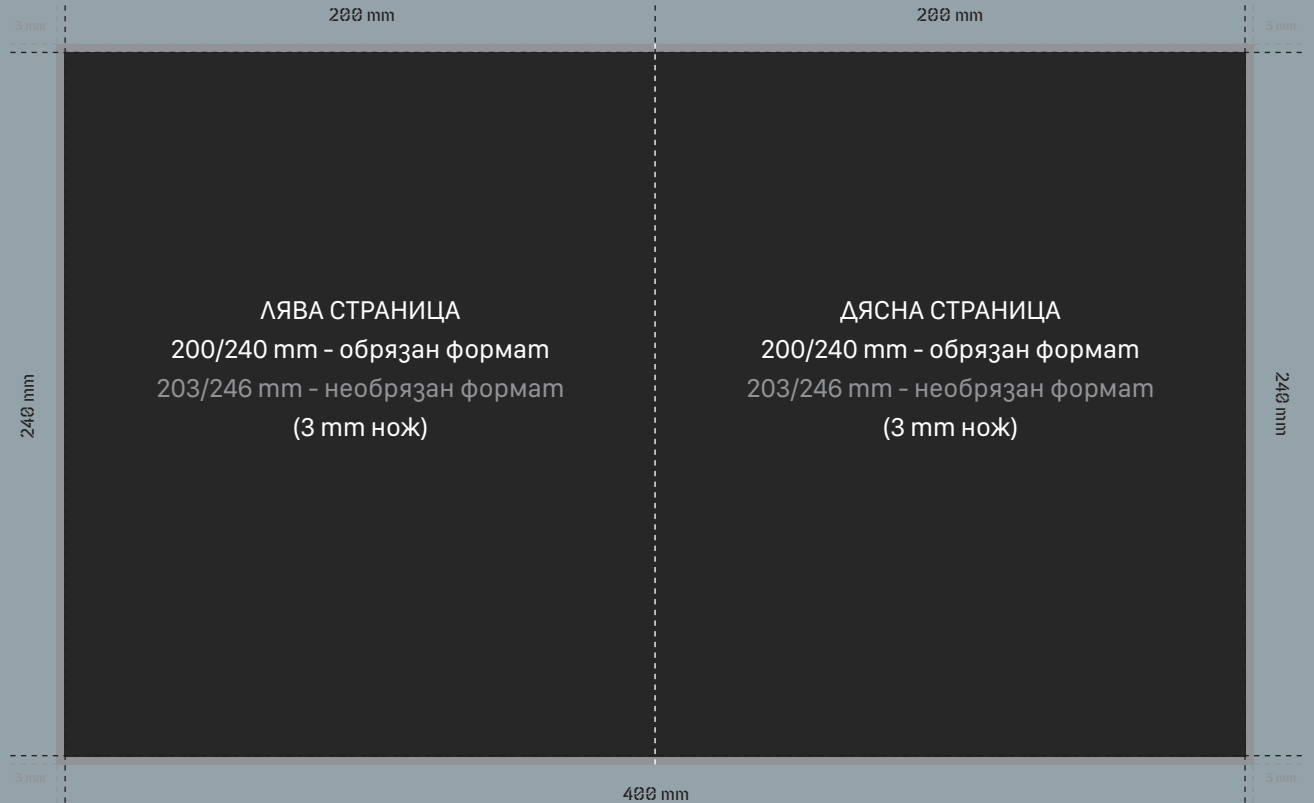 200 mm
200 mm
3 mm
3 mm
ЛЯВА СТРАНИЦА
200/240 mm - обрязан формат
203/246 mm - необрязан формат
(3 mm нож)
ДЯСНА СТРАНИЦА
200/240 mm - обрязан формат
203/246 mm - необрязан формат
(3 mm нож)
240 mm
240 mm
3 mm
3 mm
400 mm